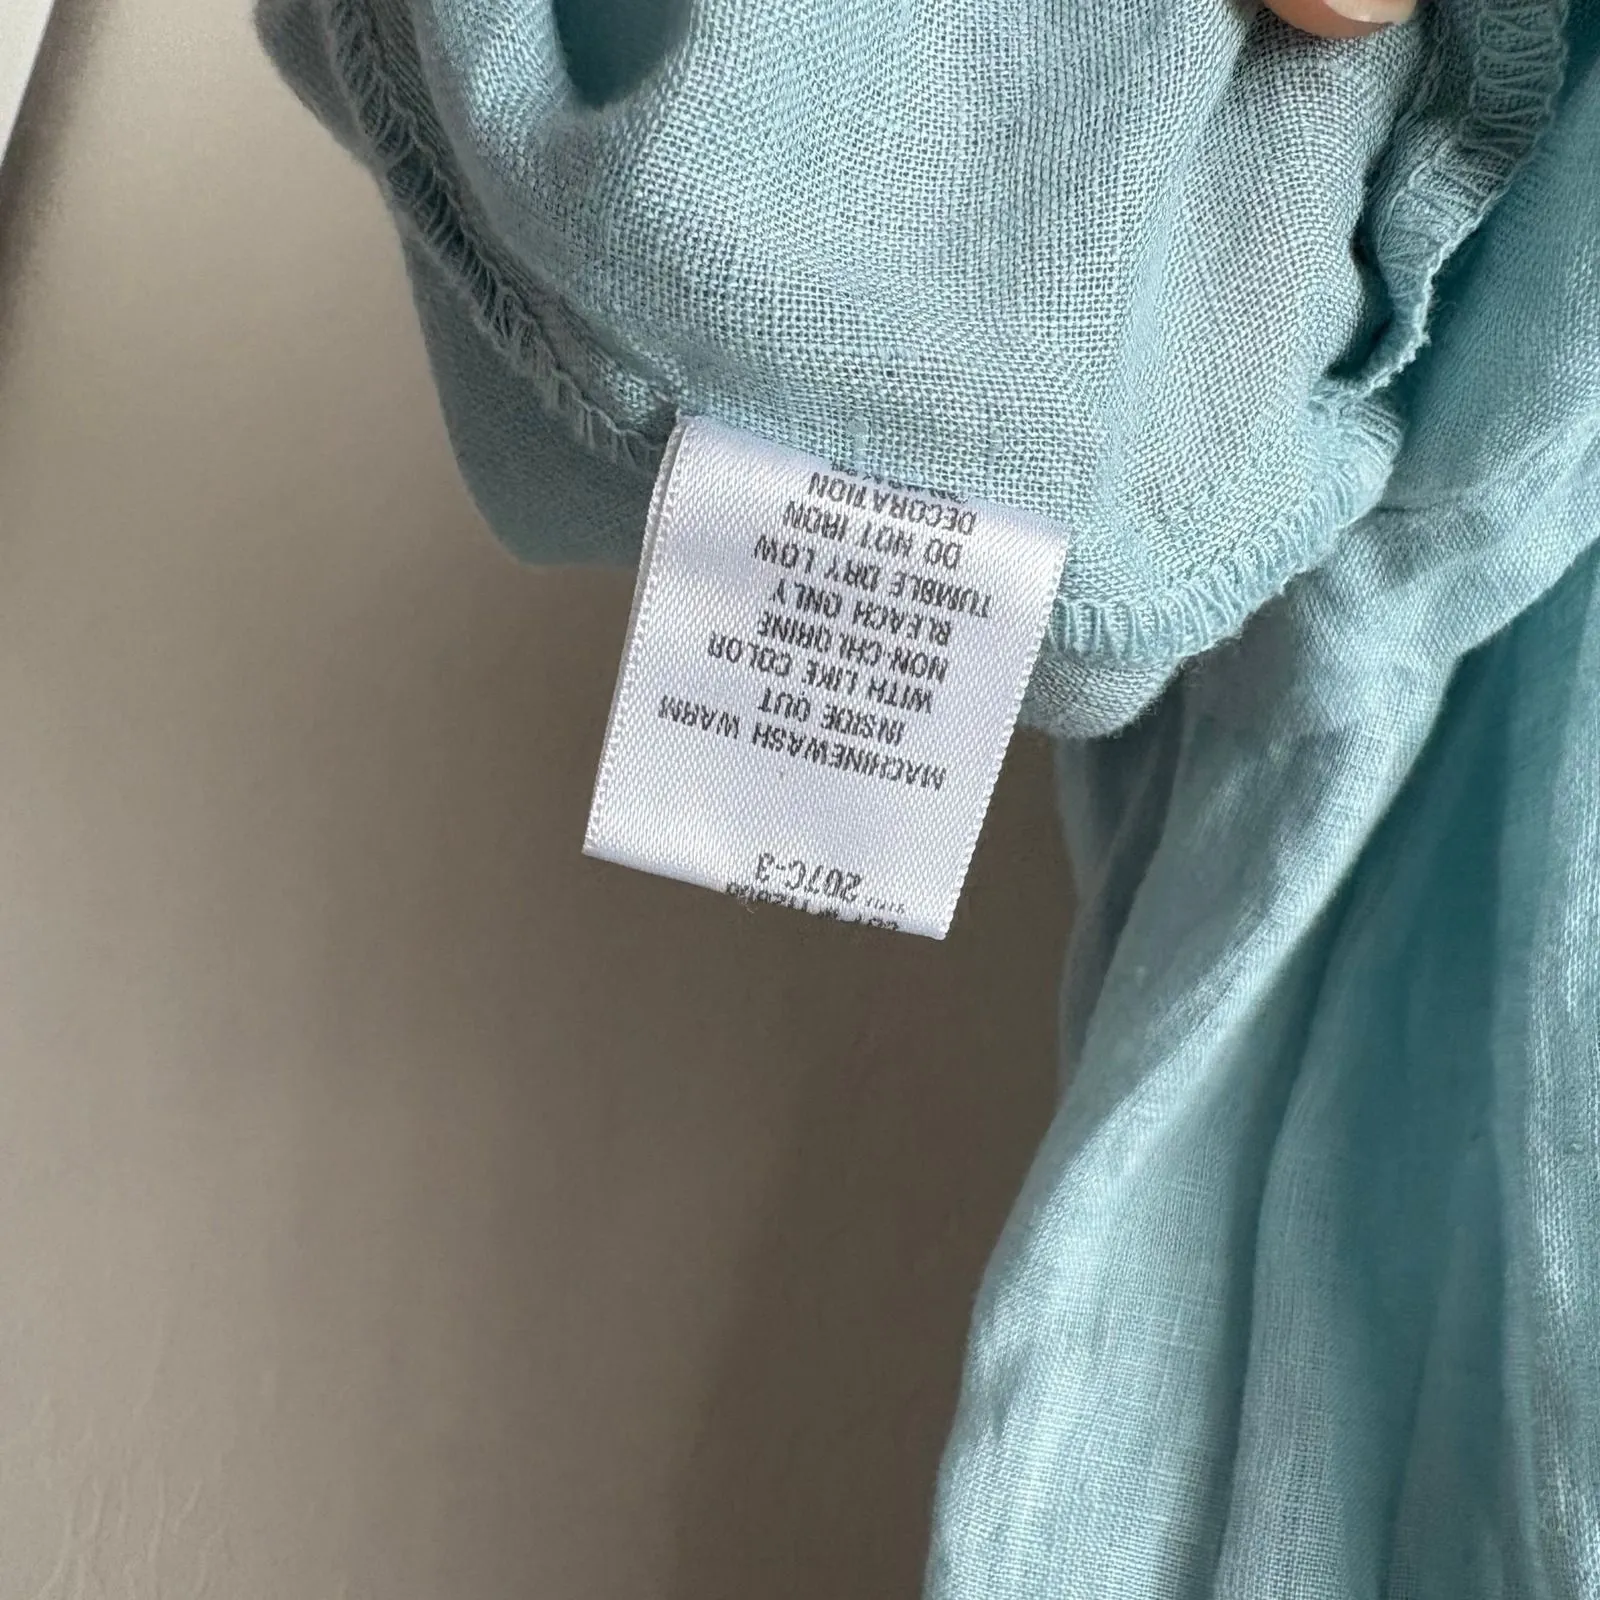 207C-3
MACHINEWASH WARM
INSIDE OUT
WITH LIKE COLOR
NON-CHLORINE
BLEACH ONLY
TUMBLE DRY LOW
DO NOT IRON
DECORATION